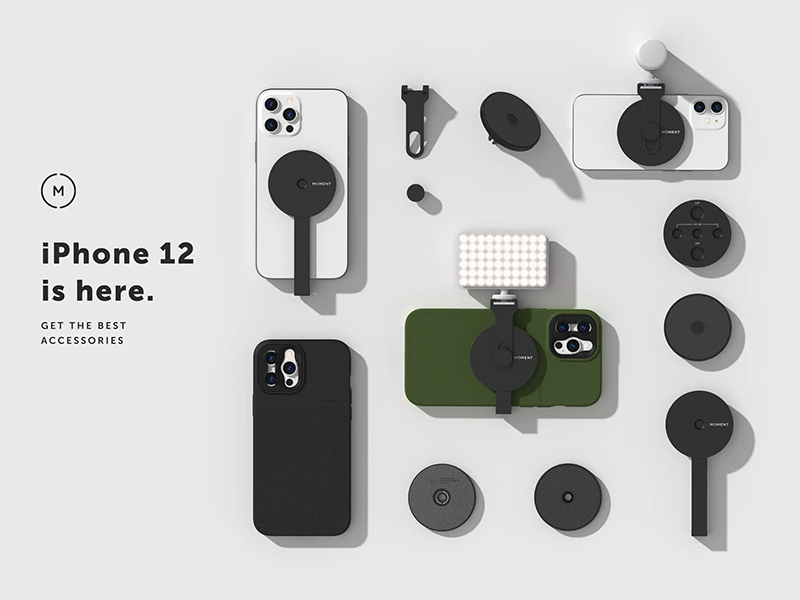 M
iPhone 12
is here.
GET THE BEST
ACCESSORIES
MOMENT
MOMENT
MOMENT
MOMENT